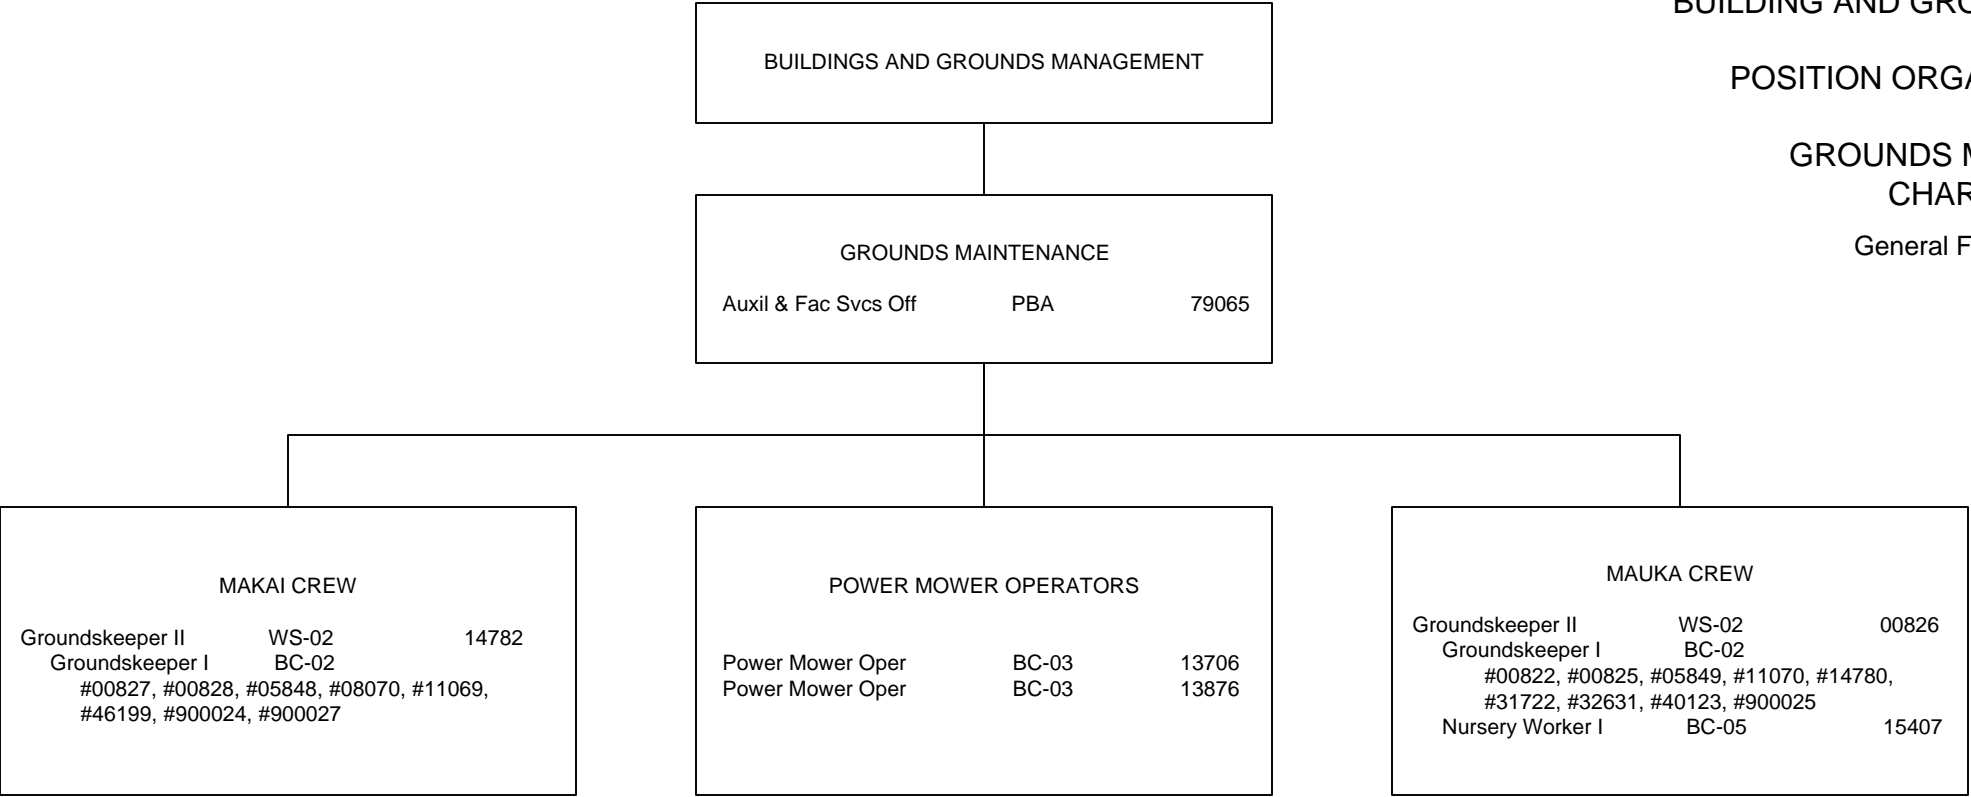 BUILDING AND
POSITION
GROUNDS
General
BUILDINGS AND GROUNDS MANAGEMENT
GROUNDS MAINTENANCE
Auxil & Fac Svcs Off PBA 79065
MAKAI CREW
Groundskeeper II WS-02 14782
Groundskeeper I BC-02
#00827, #00828, #05848, #08070, #11069,
#46199, #900024, #900027
POWER MOWER OPERATORS
Power Mower Oper BC-03 13706
Power Mower Oper BC-03 13876
MAUKA CREW
Groundskeeper II WS-02 00826
Groundskeeper I BC-02
#00822, #00825, #05849, #11070, #14780,
#31722, #32631, #40123, #900025
Nursery Worker I BC-05 15407